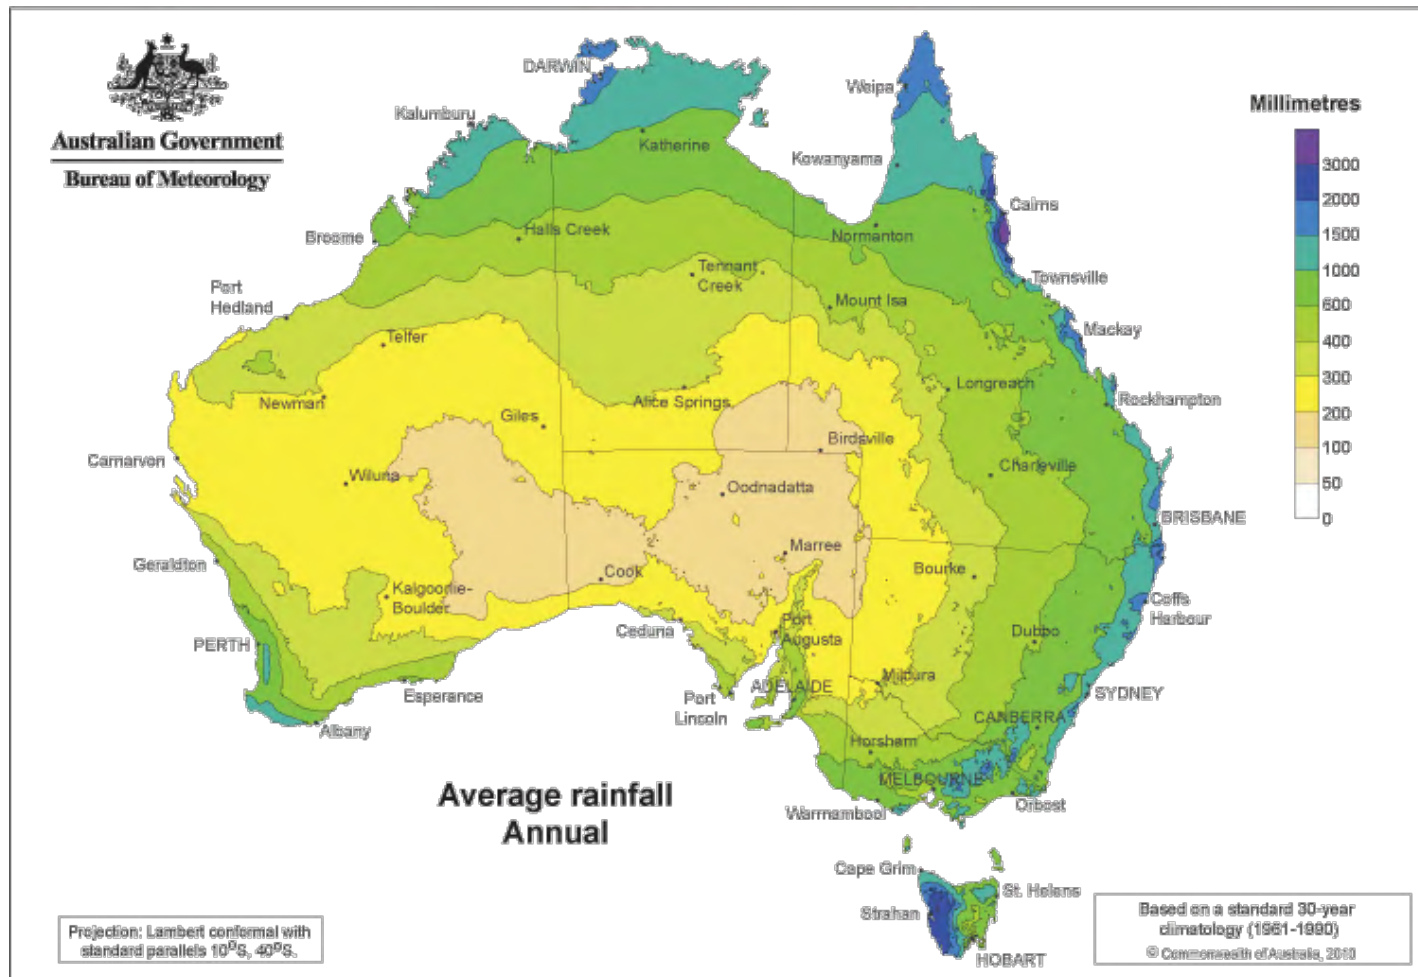 Australian Government
Bureau of Meteorology
DARWIN
Weipa
Kalumburu
Katherine
Kowanyama
Cairns
Broome
Halls Creek
Normanton
Tennant
Creek
Townsville
Port
Hedland
Mount Isa
Mackay
Telfer
Newman
Alice Springs
Longreach
Rockhampton
Giles
Birdsville
Carnarvon
Wiluna
Charleville
Oodnadatta
BRISBANE
Geraldton
Marree
Cook
Bourke
Kalgoorlie-
Boulder
Coffs
Harbour
Ceduna
Port
Augusta
Dubbo
PERTH
Esperance
Port
Lincoln
ADELAIDE
Mildura
SYDNEY
Albany
CANBERRA
Horsham
MELBOURNE
Warrnambool
Orbost
Cape Grim
St. Helens
Strahan
HOBART
Millimetres
3000
2000
1500
1000
600
400
300
200
100
50
0
Average rainfall
Annual
Projection: Lambert conformal with
standard parallels 10°S, 40°S.
Based on a standard 30-year
climatology (1961-1990)
© Commonwealth of Australia, 2010